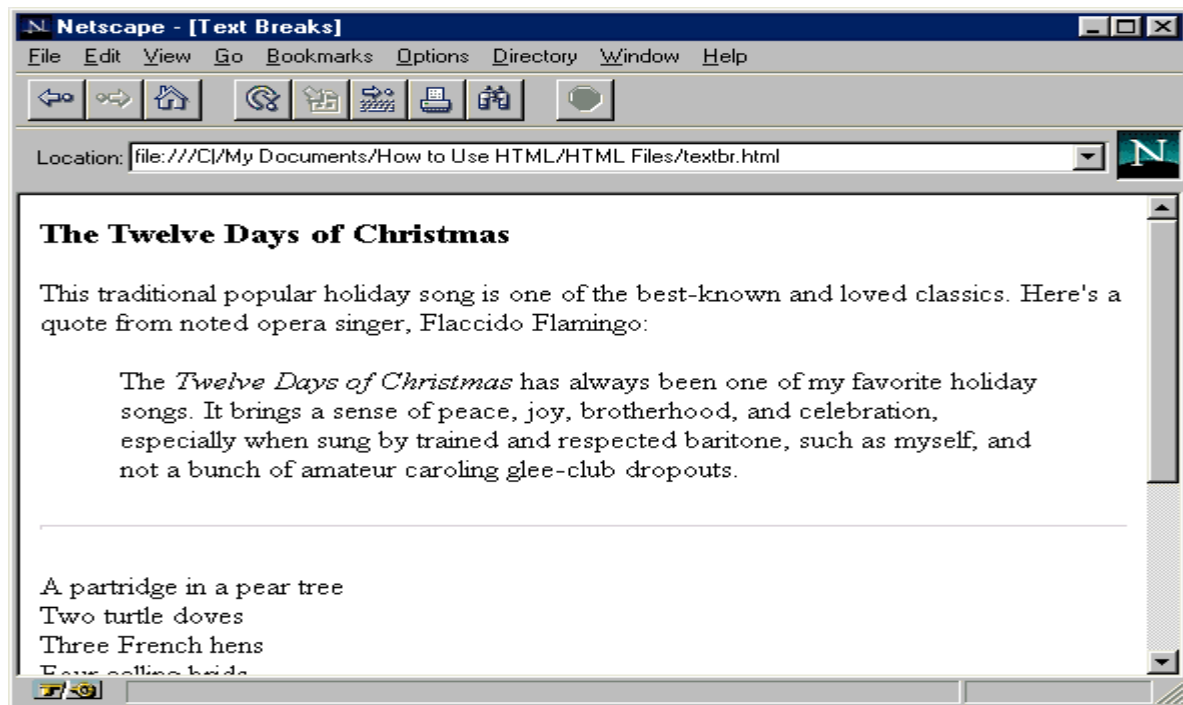 Netscape - [Text Breaks]
File Edit View Go Bookmarks Options Directory Window Help
Location: file:///C|/My Documents/How to Use HTML/HTML Files/textbr.html
N
The Twelve Days of Christmas
This traditional popular holiday song is one of the best-known and loved classics. Here's a
quote from noted opera singer, Flaccido Flamingo:
The Twelve Days of Christmas has always been one of my favorite holiday
songs. It brings a sense of peace, joy, brotherhood, and celebration,
especially when sung by trained and respected baritone, such as myself, and
not a bunch of amateur caroling glee-club dropouts.
A partridge in a pear tree
Two turtle doves
Three French hens
Four calling brids